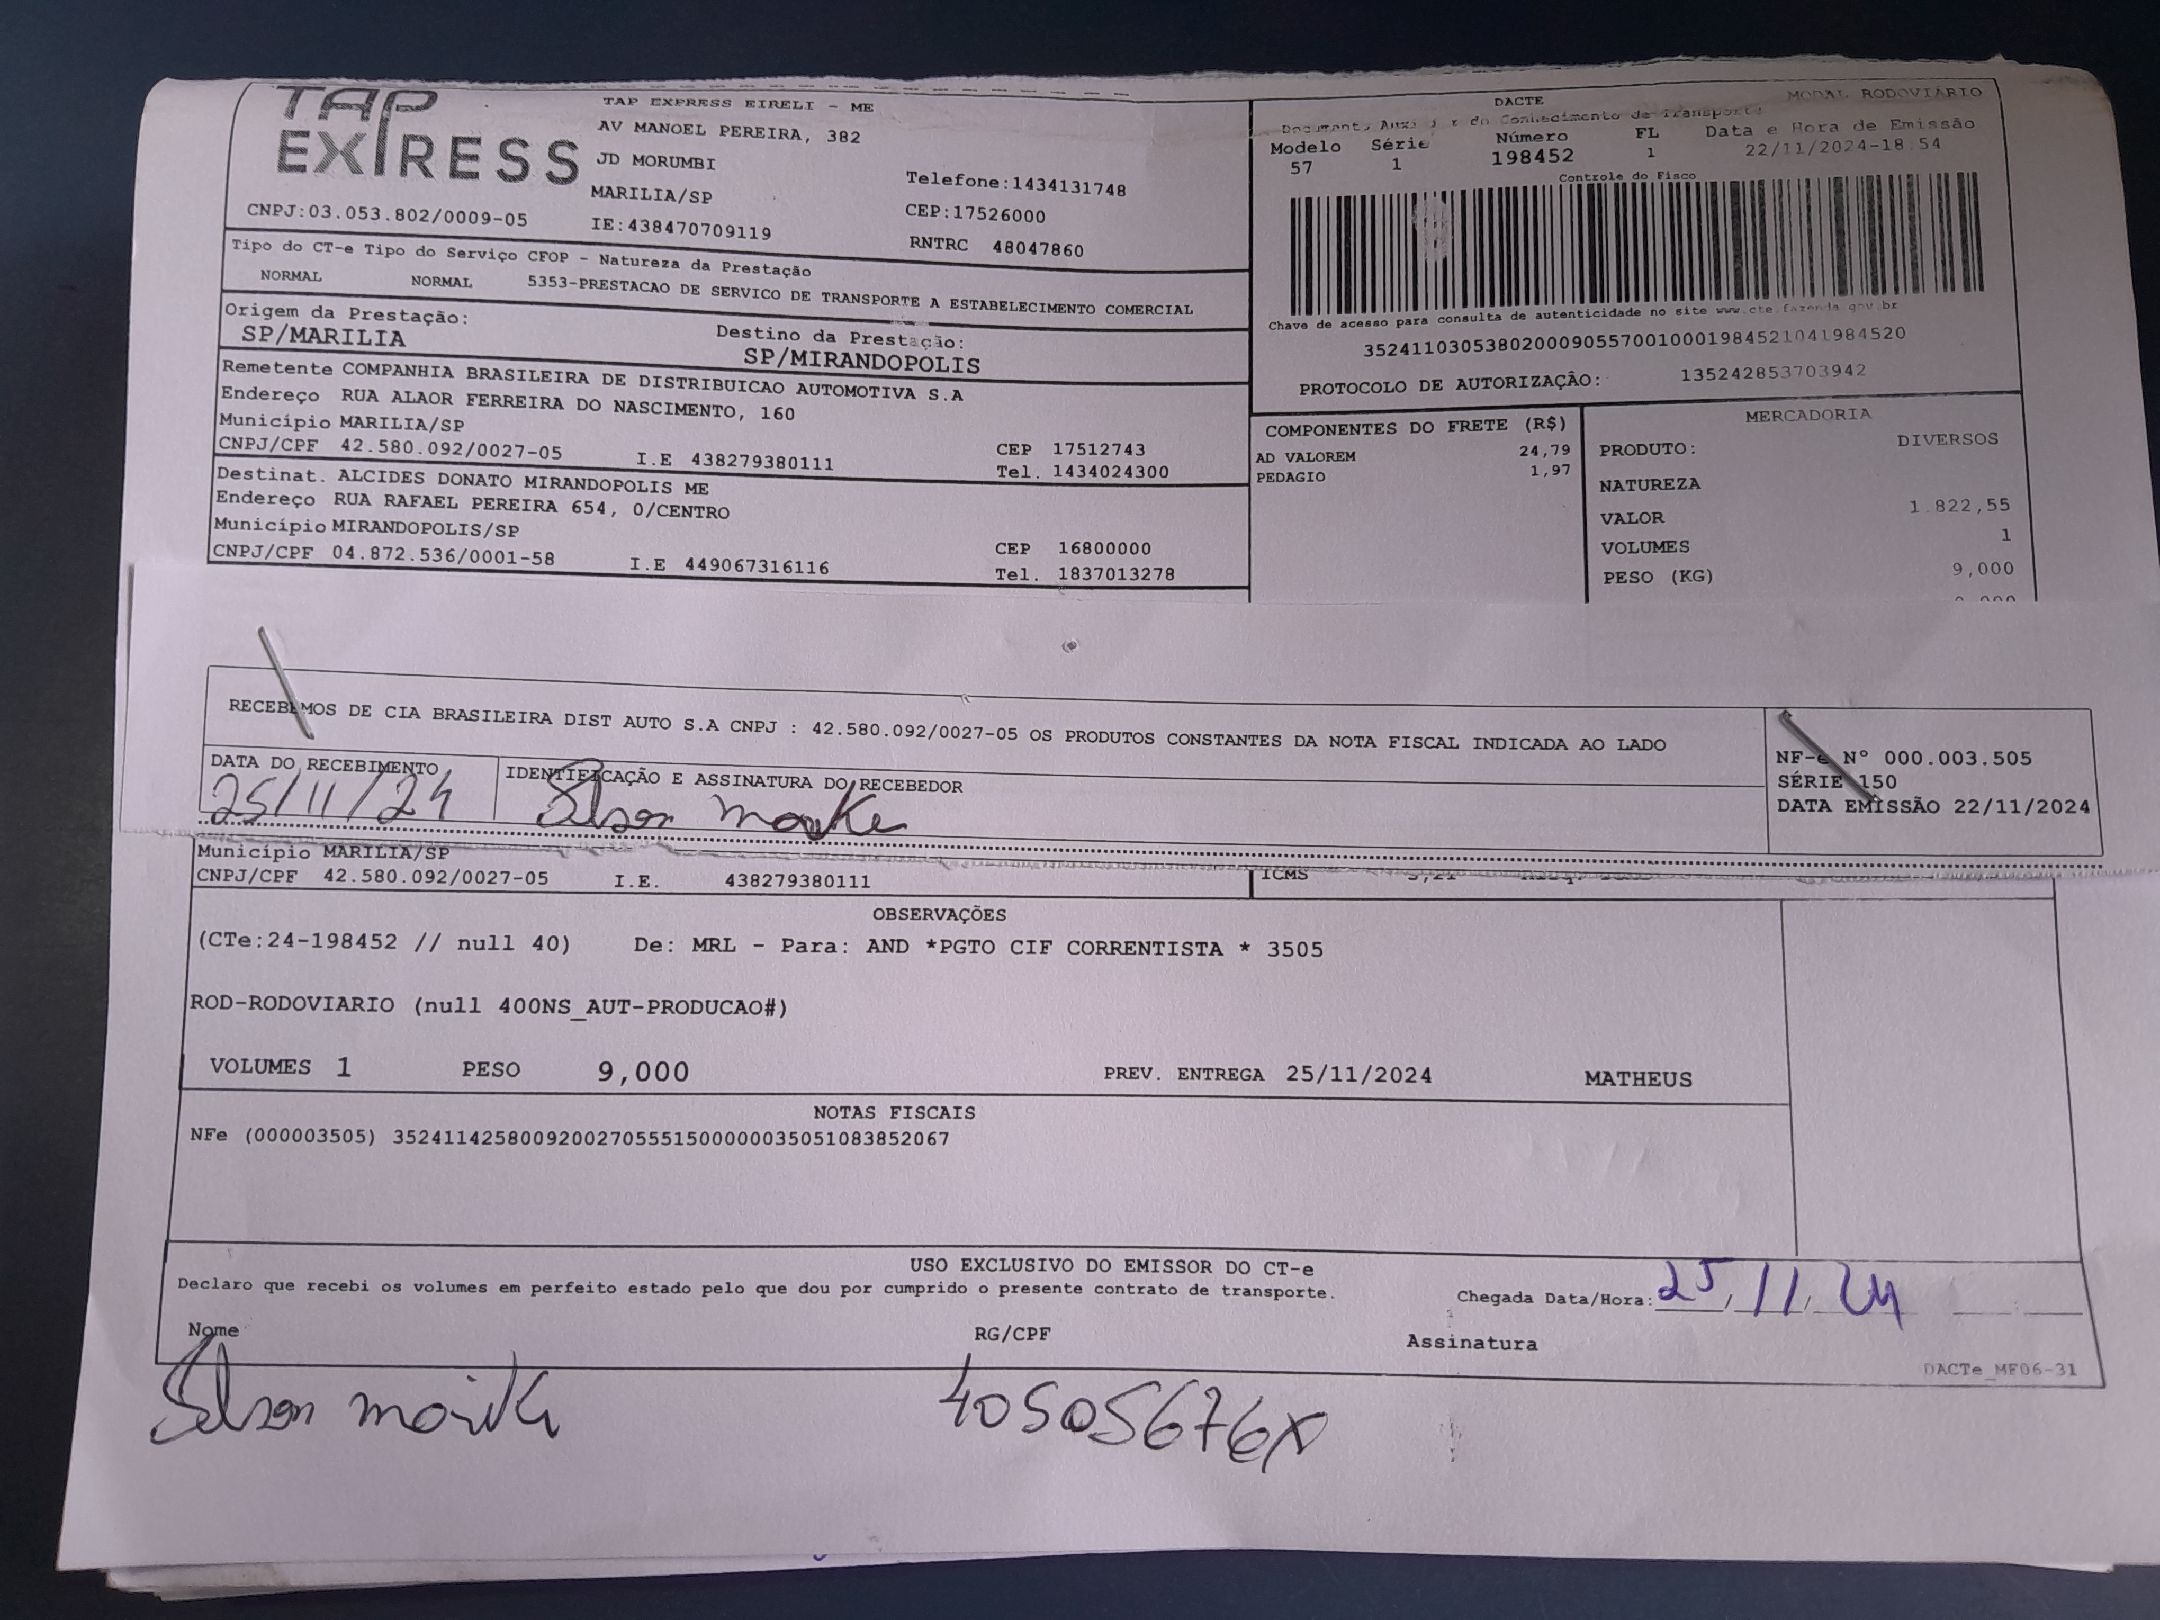 TAP EXPRESS
TAP EXPRESS EIRELI - ME
AV MANOEL PEREIRA, 382
JD MORUMBI
MARILIA/SP
Telefone:1434131748
CEP:17526000
CNPJ:03.053.802/0009-05
IE:438470709119
RNTRC 48047860
Tipo do CT-e Tipo do Serviço CFOP - Natureza da Prestação
NORMAL NORMAL 5353-PRESTACAO DE SERVICO DE TRANSPORTE A ESTABELECIMENTO COMERCIAL
Origem da Prestação: Destino da Prestação:
SP/MARILIA SP/MIRANDOPOLIS
Remetente COMPANHIA BRASILEIRA DE DISTRIBUICAO AUTOMOTIVA S.A
Endereço RUA ALAOR FERREIRA DO NASCIMENTO, 160
Município MARILIA/SP CEP 17512743
CNPJ/CPF 42.580.092/0027-05 I.E 438279380111 Tel. 1434024300
Destinat. ALCIDES DONATO MIRANDOPOLIS ME
Endereço RUA RAFAEL PEREIRA 654, 0/CENTRO
Município MIRANDOPOLIS/SP CEP 16800000
CNPJ/CPF 04.872.536/0001-58 I.E 449067316116 Tel. 1837013278
DACTE MODAL RODOVIÁRIO
Conhecimento de Transporte
Modelo Série Número FL Data e Hora de Emissão
57 1 198452 1 22/11/2024-18.54
Controle do Fisco
Chave de acesso para consulta de autenticidade no site www.cte.fazenda.gov.br
35241103053802000905570010001984521041984520
PROTOCOLO DE AUTORIZAÇÃO: 135242853703942
COMPONENTES DO FRETE (R$)
AD VALOREM 24,79
PEDAGIO 1,97
MERCADORIA
PRODUTO: DIVERSOS
NATUREZA
VALOR 1.822,55
VOLUMES 1
PESO (KG) 9,000
RECEBEMOS DE CIA BRASILEIRA DIST AUTO S.A CNPJ : 42.580.092/0027-05 OS PRODUTOS CONSTANTES DA NOTA FISCAL INDICADA AO LADO
DATA DO RECEBIMENTO IDENTIFICAÇÃO E ASSINATURA DO RECEBEDOR
25/11/24
NF-e Nº 000.003.505
SÉRIE 150
DATA EMISSÃO 22/11/2024
Município MARILIA/SP
CNPJ/CPF 42.580.092/0027-05 I.E. 438279380111
ICMS
OBSERVAÇÕES
(CTe:24-198452 // null 40) De: MRL - Para: AND *PGTO CIF CORRENTISTA * 3505
ROD-RODOVIARIO (null 400NS_AUT-PRODUCAO#)
VOLUMES 1 PESO 9,000 PREV. ENTREGA 25/11/2024 MATHEUS
NOTAS FISCAIS
NFe (000003505) 35241142580092002705551500000035051083852067
USO EXCLUSIVO DO EMISSOR DO CT-e
Declaro que recebi os volumes em perfeito estado pelo que dou por cumprido o presente contrato de transporte.
Chegada Data/Hora: 25/11/24
Nome RG/CPF Assinatura
DACTe_MF06-31
40505676X